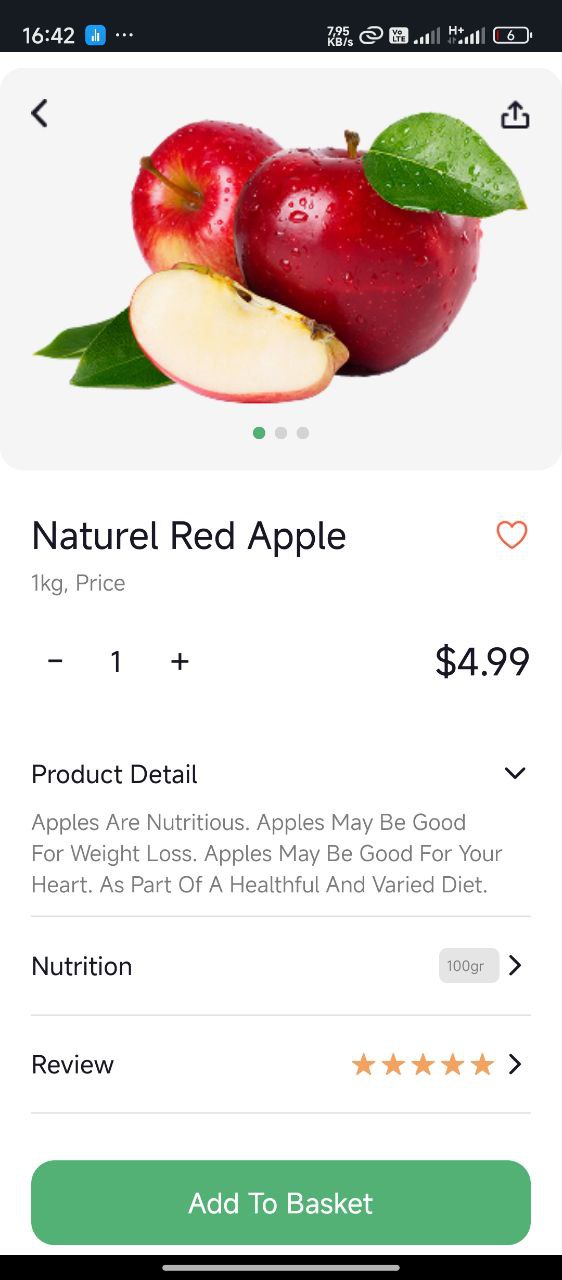 16:42
7,95 KB/s
Vo LTE
H+
6
Naturel Red Apple
1kg, Price
− 1 + $4.99
Product Detail
Apples Are Nutritious. Apples May Be Good
For Weight Loss. Apples May Be Good For Your
Heart. As Part Of A Healthful And Varied Diet.
Nutrition 100gr
Review
Add To Basket